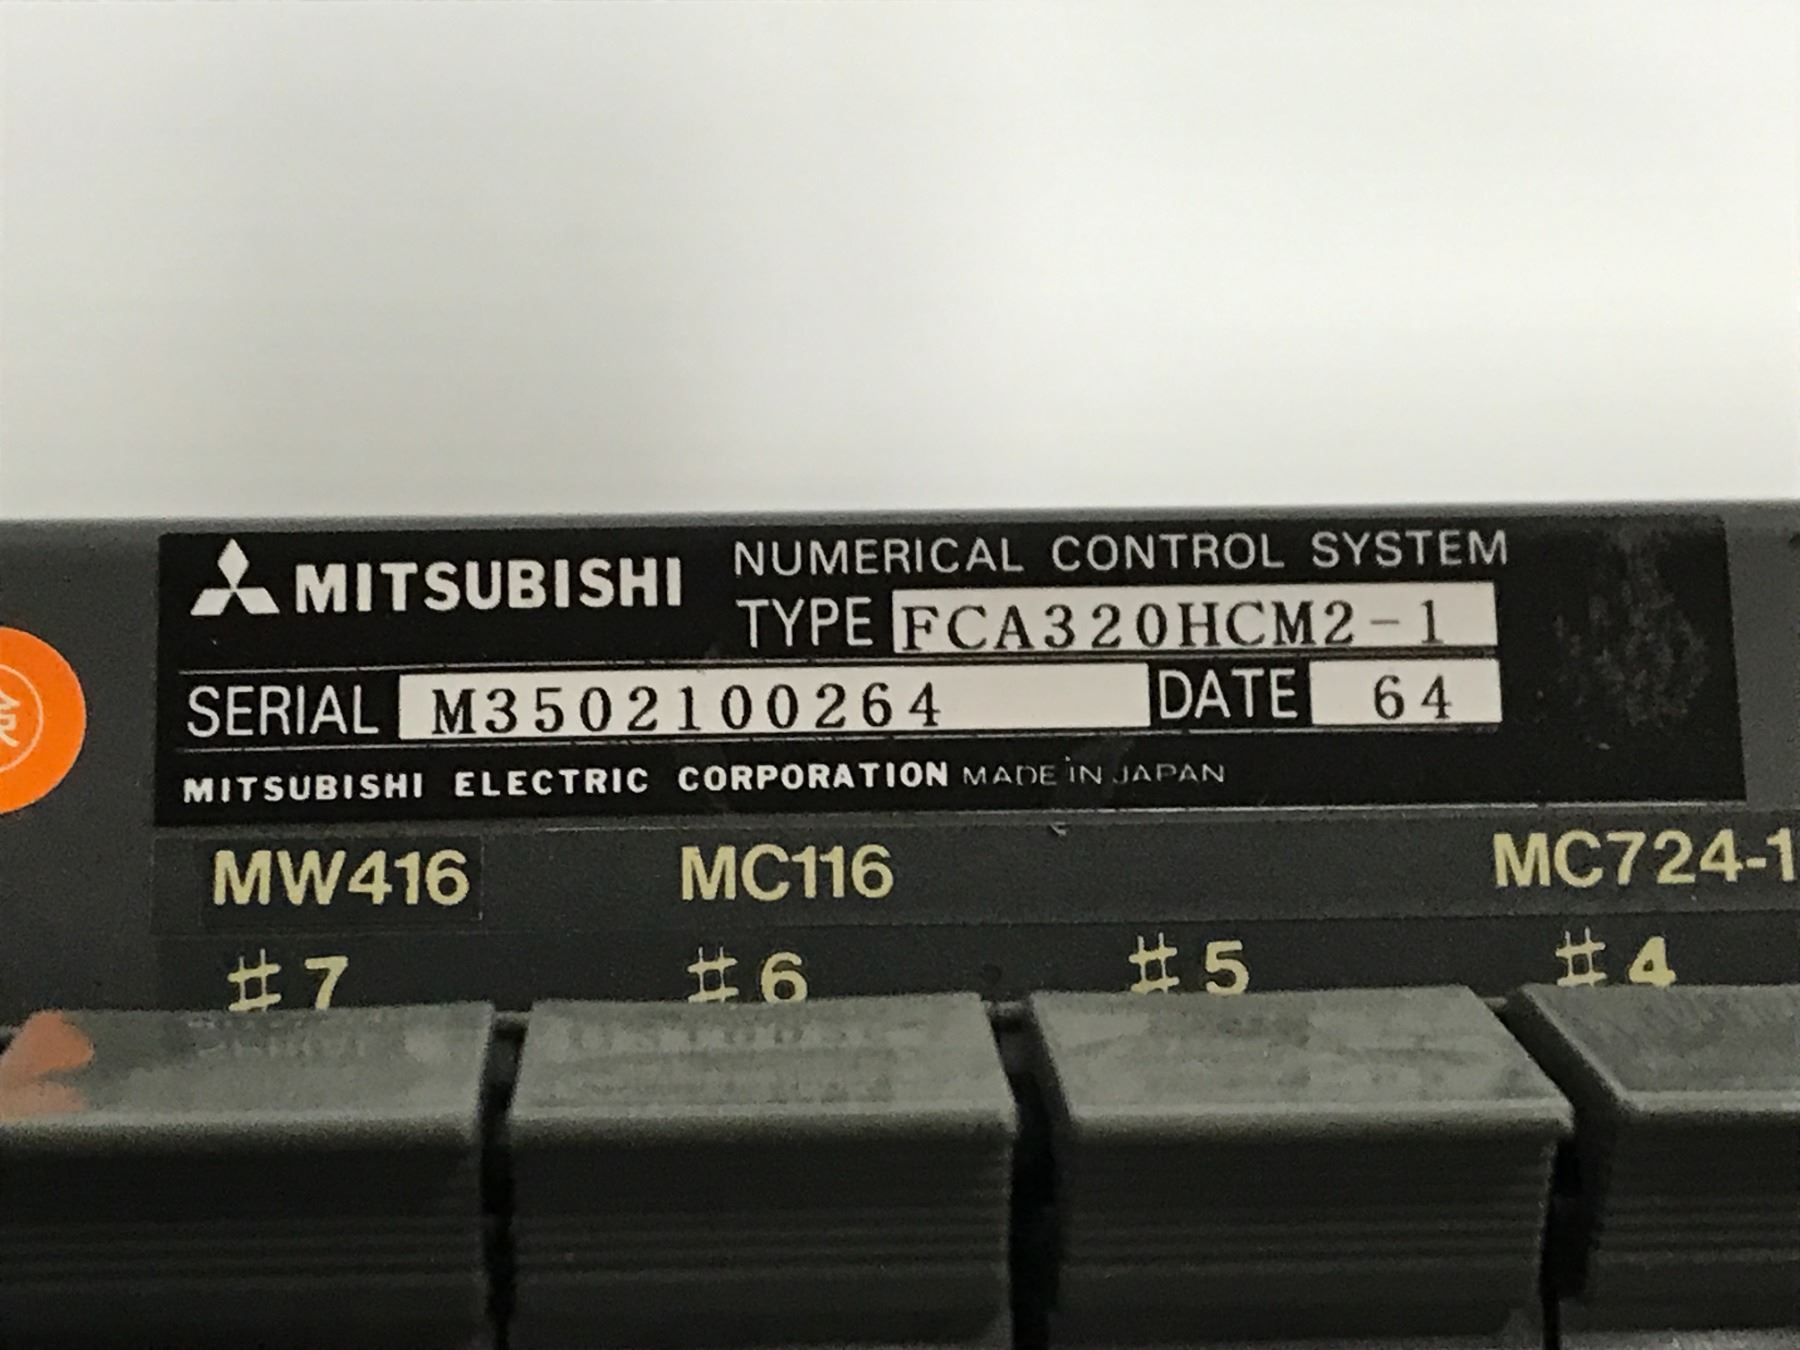 MITSUBISHI
NUMERICAL CONTROL SYSTEM
TYPE FCA320HCM2-1
SERIAL M3502100264 DATE 64
MITSUBISHI ELECTRIC CORPORATION MADE IN JAPAN
MW416 MC116 MC724-1
#7 #6 #5 #4